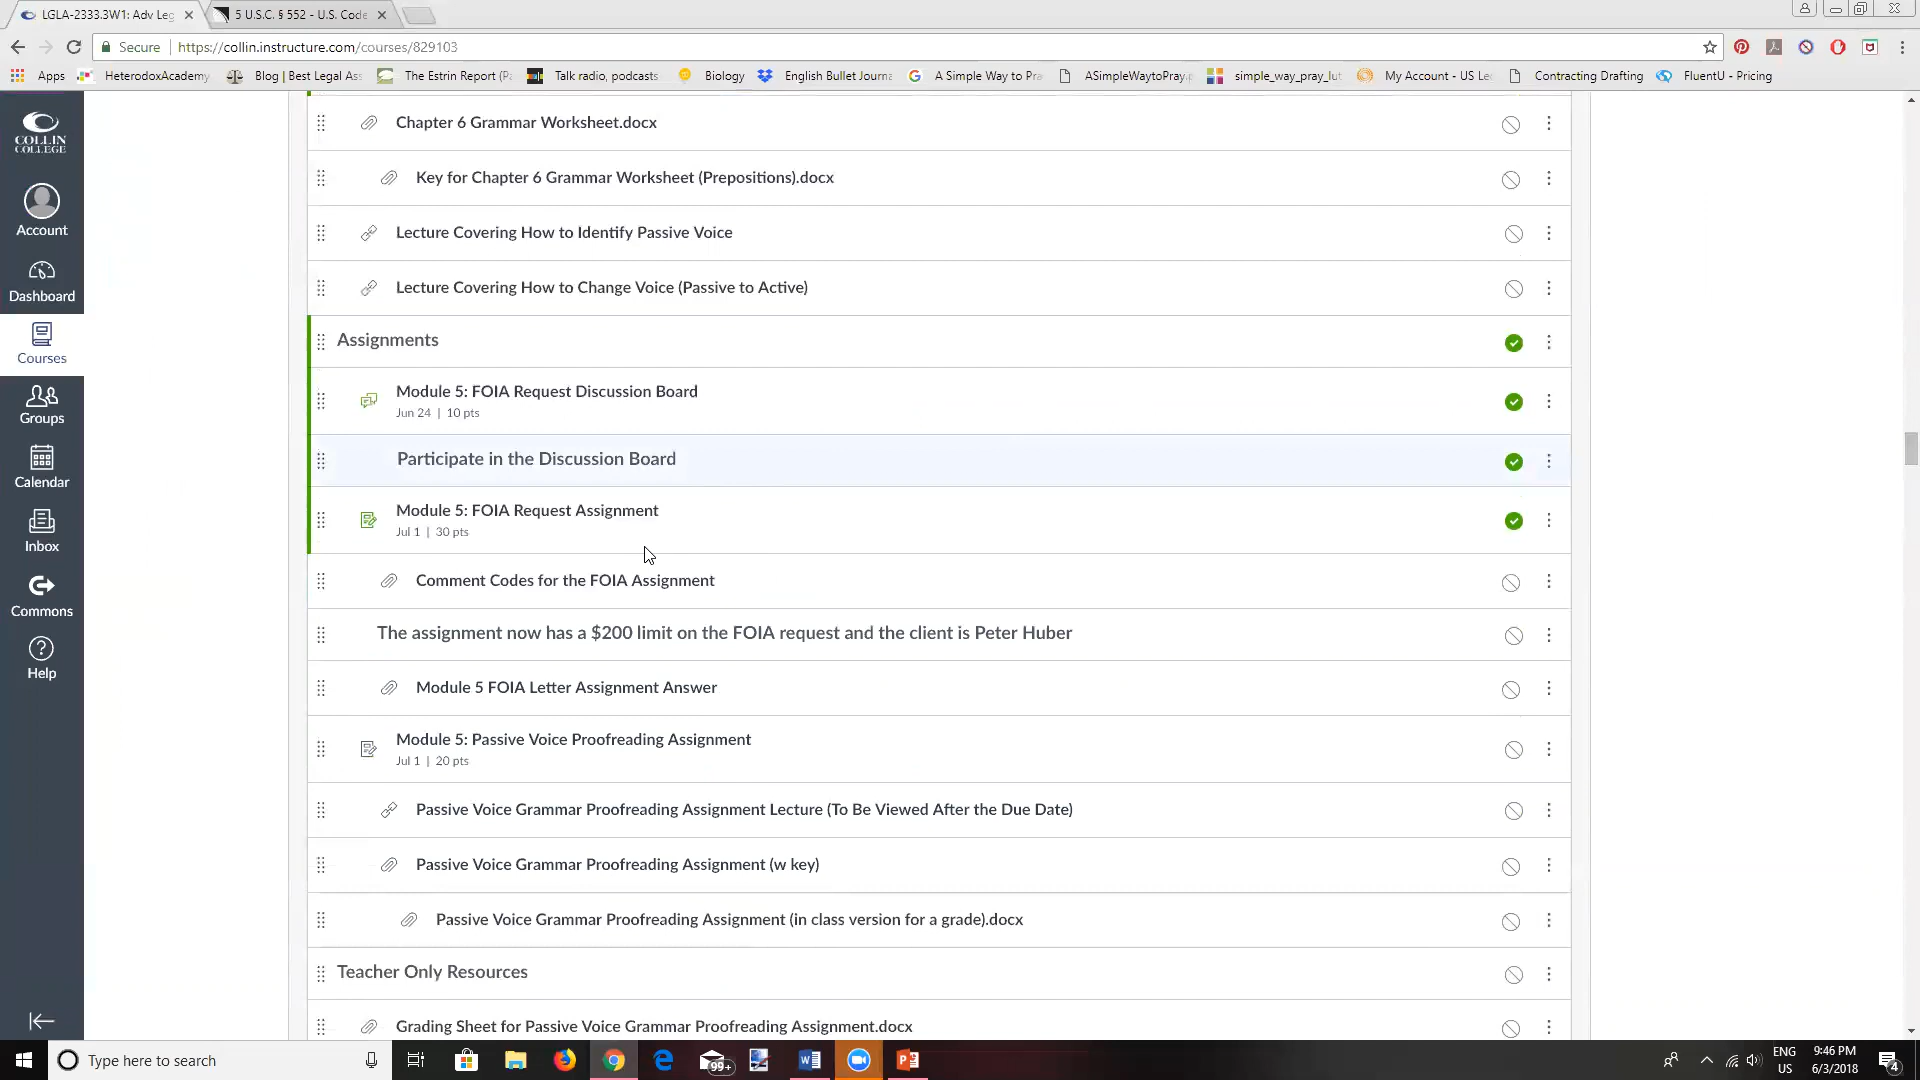 LGLA-2333.3W1: Adv Leg
5 U.S.C. § 552 - U.S. Code
Secure
https://collin.instructure.com/courses/829103
Apps
HeterodoxAcademy
Blog | Best Legal Ass
The Estrin Report (Pa
Talk radio, podcasts
Biology
English Bullet Journa
A Simple Way to Pra
ASimpleWaytoPray.p
simple_way_pray_lut
My Account - US Le
Contracting Drafting
FluentU - Pricing
COLLIN
COLLEGE
Account
Dashboard
Courses
Groups
Calendar
Inbox
Commons
Help
Chapter 6 Grammar Worksheet.docx
Key for Chapter 6 Grammar Worksheet (Prepositions).docx
Lecture Covering How to Identify Passive Voice
Lecture Covering How to Change Voice (Passive to Active)
Assignments
Module 5: FOIA Request Discussion Board
Jun 24 | 10 pts
Participate in the Discussion Board
Module 5: FOIA Request Assignment
Jul 1 | 30 pts
Comment Codes for the FOIA Assignment
The assignment now has a $200 limit on the FOIA request and the client is Peter Huber
Module 5 FOIA Letter Assignment Answer
Module 5: Passive Voice Proofreading Assignment
Jul 1 | 20 pts
Passive Voice Grammar Proofreading Assignment Lecture (To Be Viewed After the Due Date)
Passive Voice Grammar Proofreading Assignment (w key)
Passive Voice Grammar Proofreading Assignment (in class version for a grade).docx
Teacher Only Resources
Grading Sheet for Passive Voice Grammar Proofreading Assignment.docx
Type here to search
99+
ENG
US
9:46 PM
6/3/2018
4